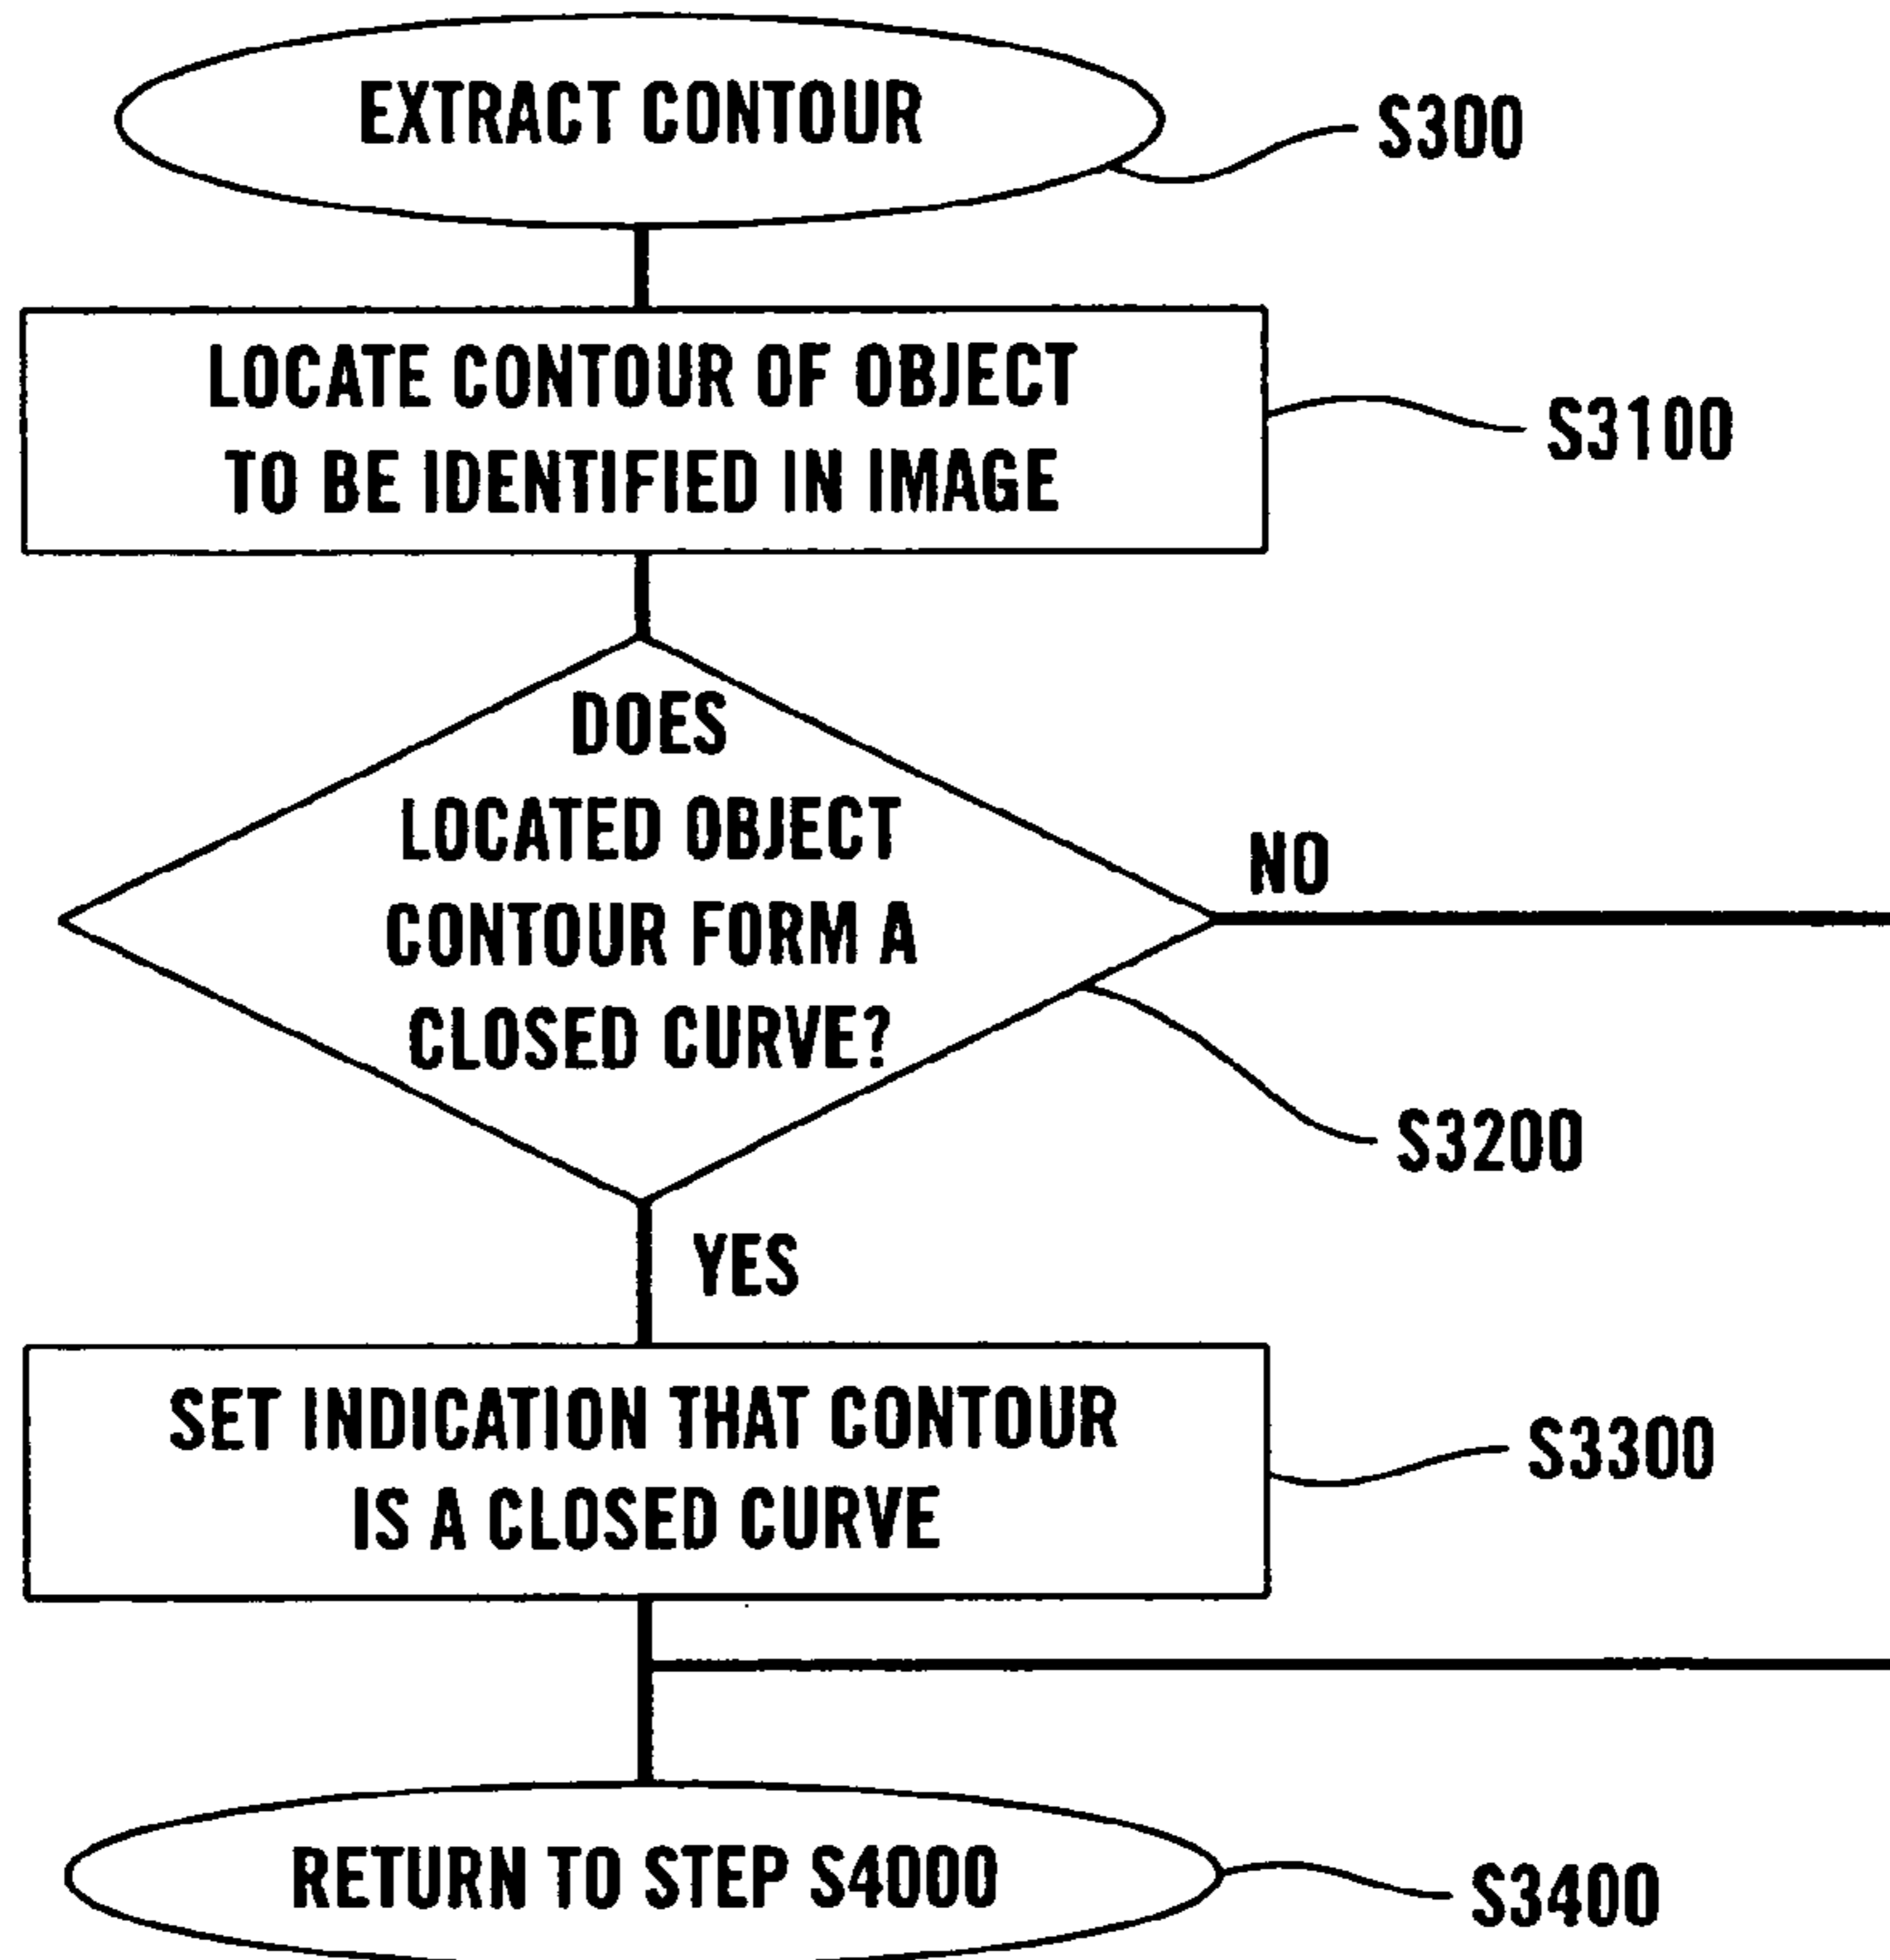 EXTRACT CONTOUR
S300
LOCATE CONTOUR OF OBJECT
TO BE IDENTIFIED IN IMAGE
S3100
DOES
LOCATED OBJECT
CONTOUR FORM A
CLOSED CURVE?
NO
S3200
YES
SET INDICATION THAT CONTOUR
IS A CLOSED CURVE
S3300
RETURN TO STEP S4000
S3400